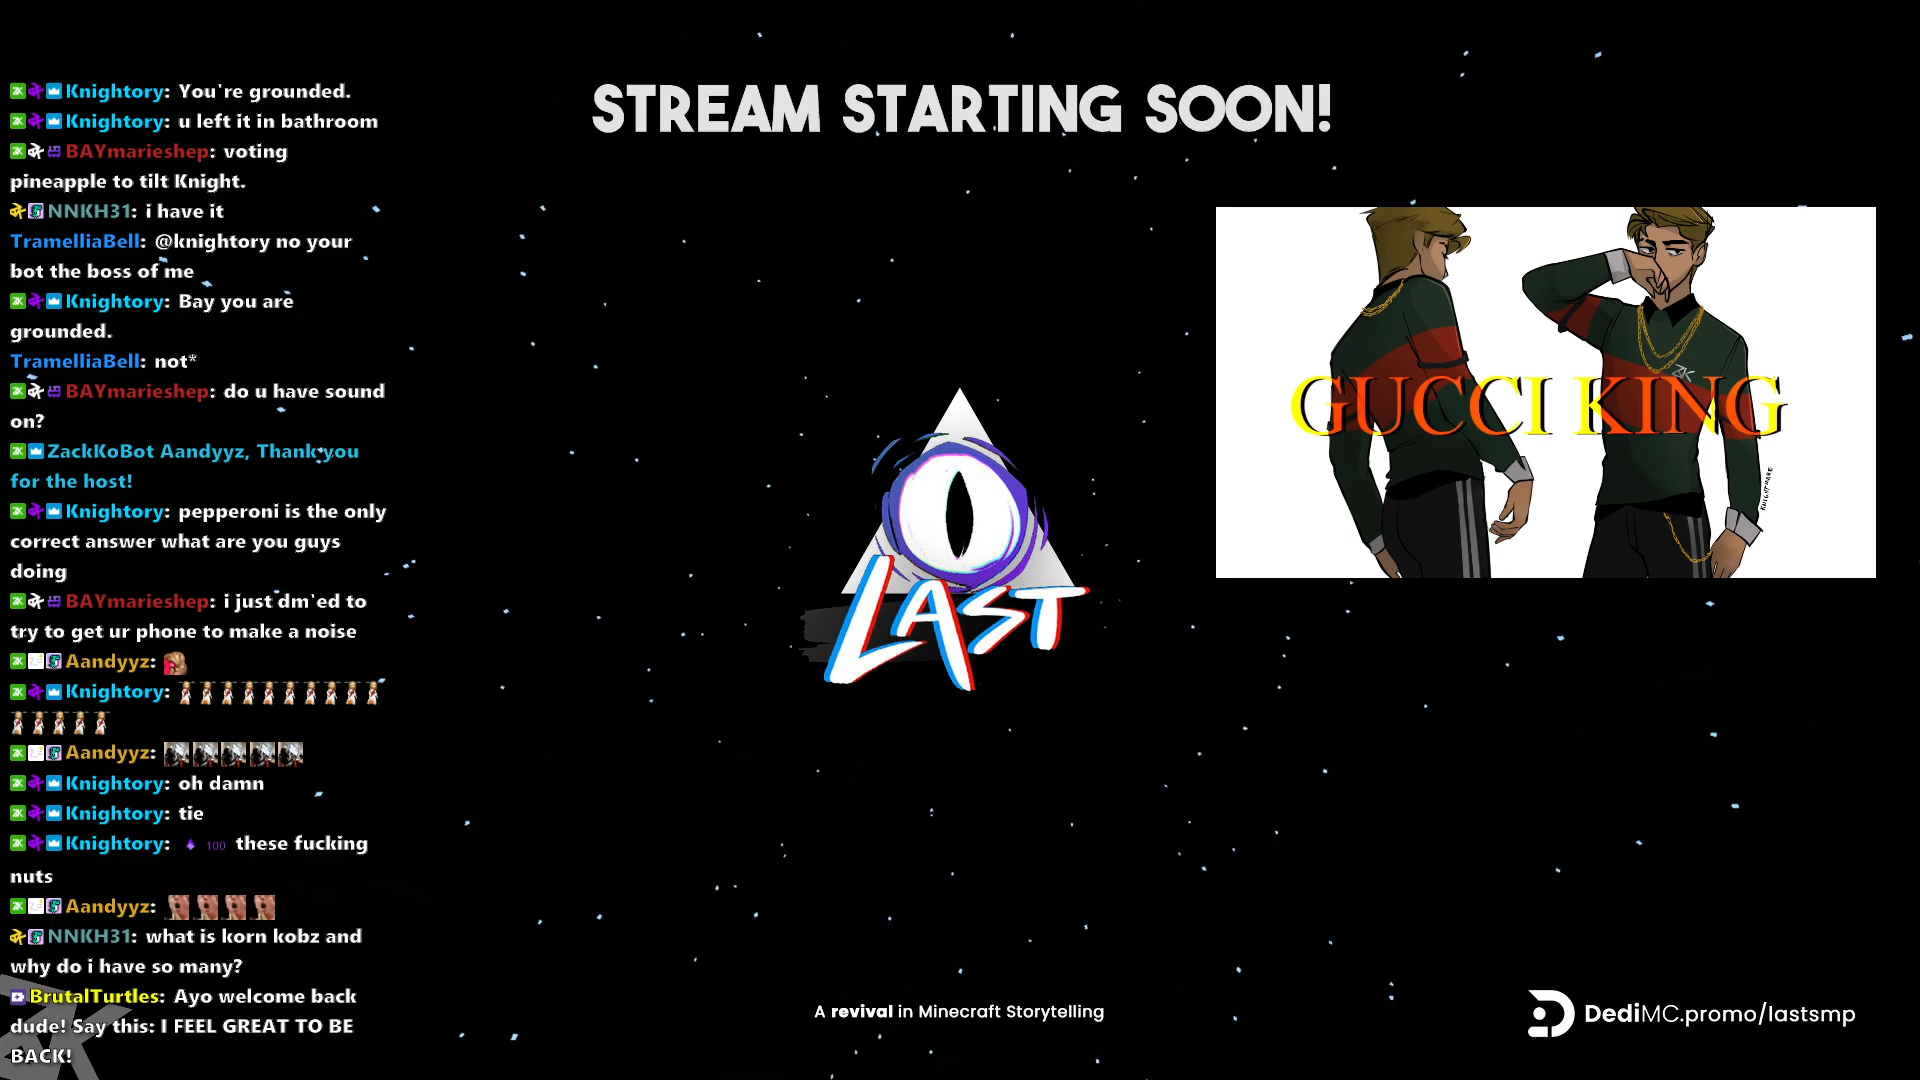 STREAM STARTING SOON!
Knightory: You're grounded.
Knightory: u left it in bathroom
BAYmarieshep: voting
pineapple to tilt Knight.
NNKH31: i have it
TramelliaBell: @knightory no your
bot the boss of me
Knightory: Bay you are
grounded.
TramelliaBell: not*
BAYmarieshep: do u have sound
on?
ZackKoBot Aandyyz, Thank you
for the host!
Knightory: pepperoni is the only
correct answer what are you guys
doing
BAYmarieshep: i just dm'ed to
try to get ur phone to make a noise
Aandyyz:
Knightory:
Aandyyz:
Knightory: oh damn
Knightory: tie
Knightory: 100 these fucking
nuts
Aandyyz:
NNKH31: what is korn kobz and
why do i have so many?
BrutalTurtles: Ayo welcome back
dude! Say this: I FEEL GREAT TO BE
BACK!
GUCCI KING
LAST
A revival in Minecraft Storytelling
DediMC.promo/lastsmp